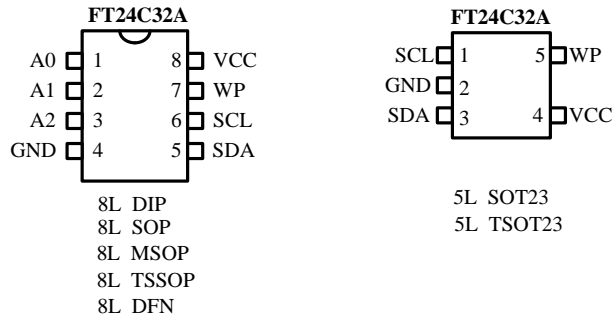 FT24C32A
A0 1 8 VCC
A1 2 7 WP
A2 3 6 SCL
GND 4 5 SDA
8L DIP
8L SOP
8L MSOP
8L TSSOP
8L DFN
FT24C32A
SCL 1 5 WP
GND 2
SDA 3 4 VCC
5L SOT23
5L TSOT23